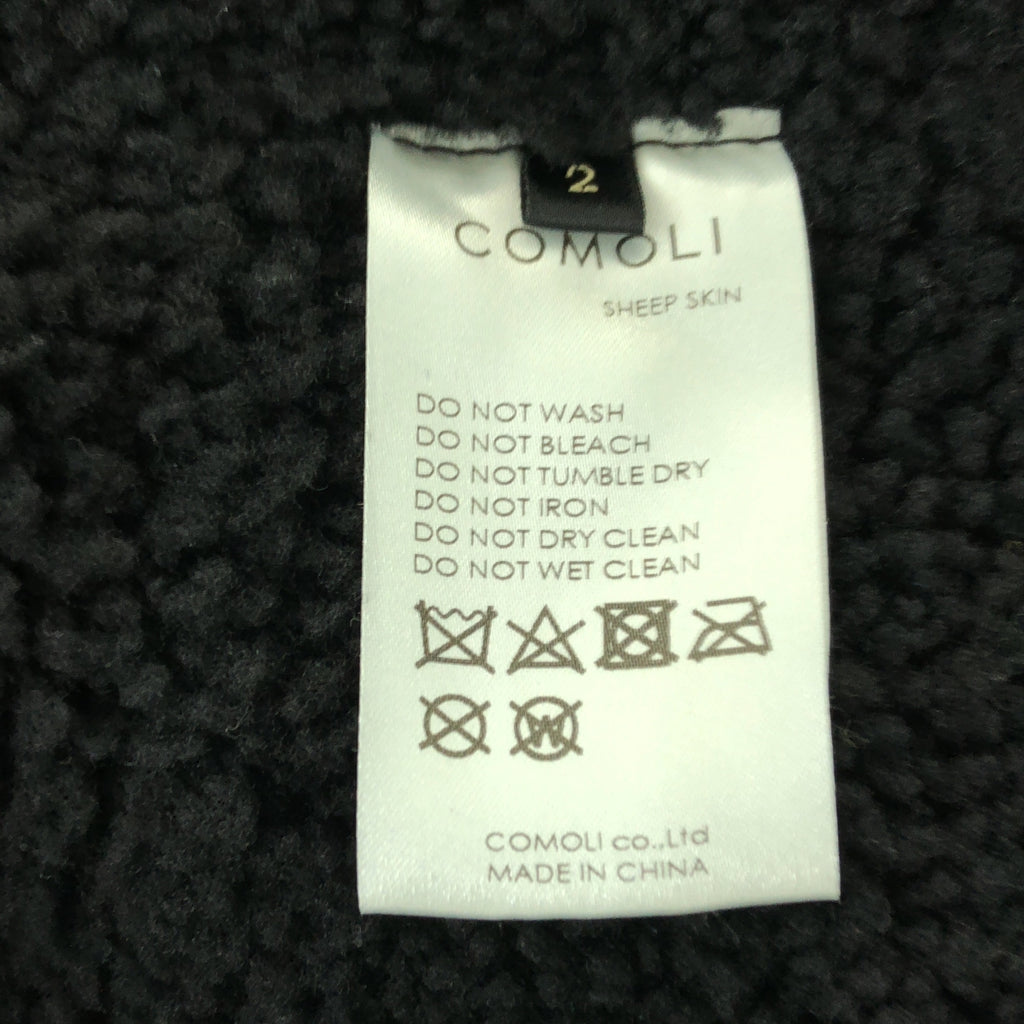 2
COMOLI
SHEEP SKIN
DO NOT WASH
DO NOT BLEACH
DO NOT TUMBLE DRY
DO NOT IRON
DO NOT DRY CLEAN
DO NOT WET CLEAN
W
COMOLI co.,Ltd
MADE IN CHINA